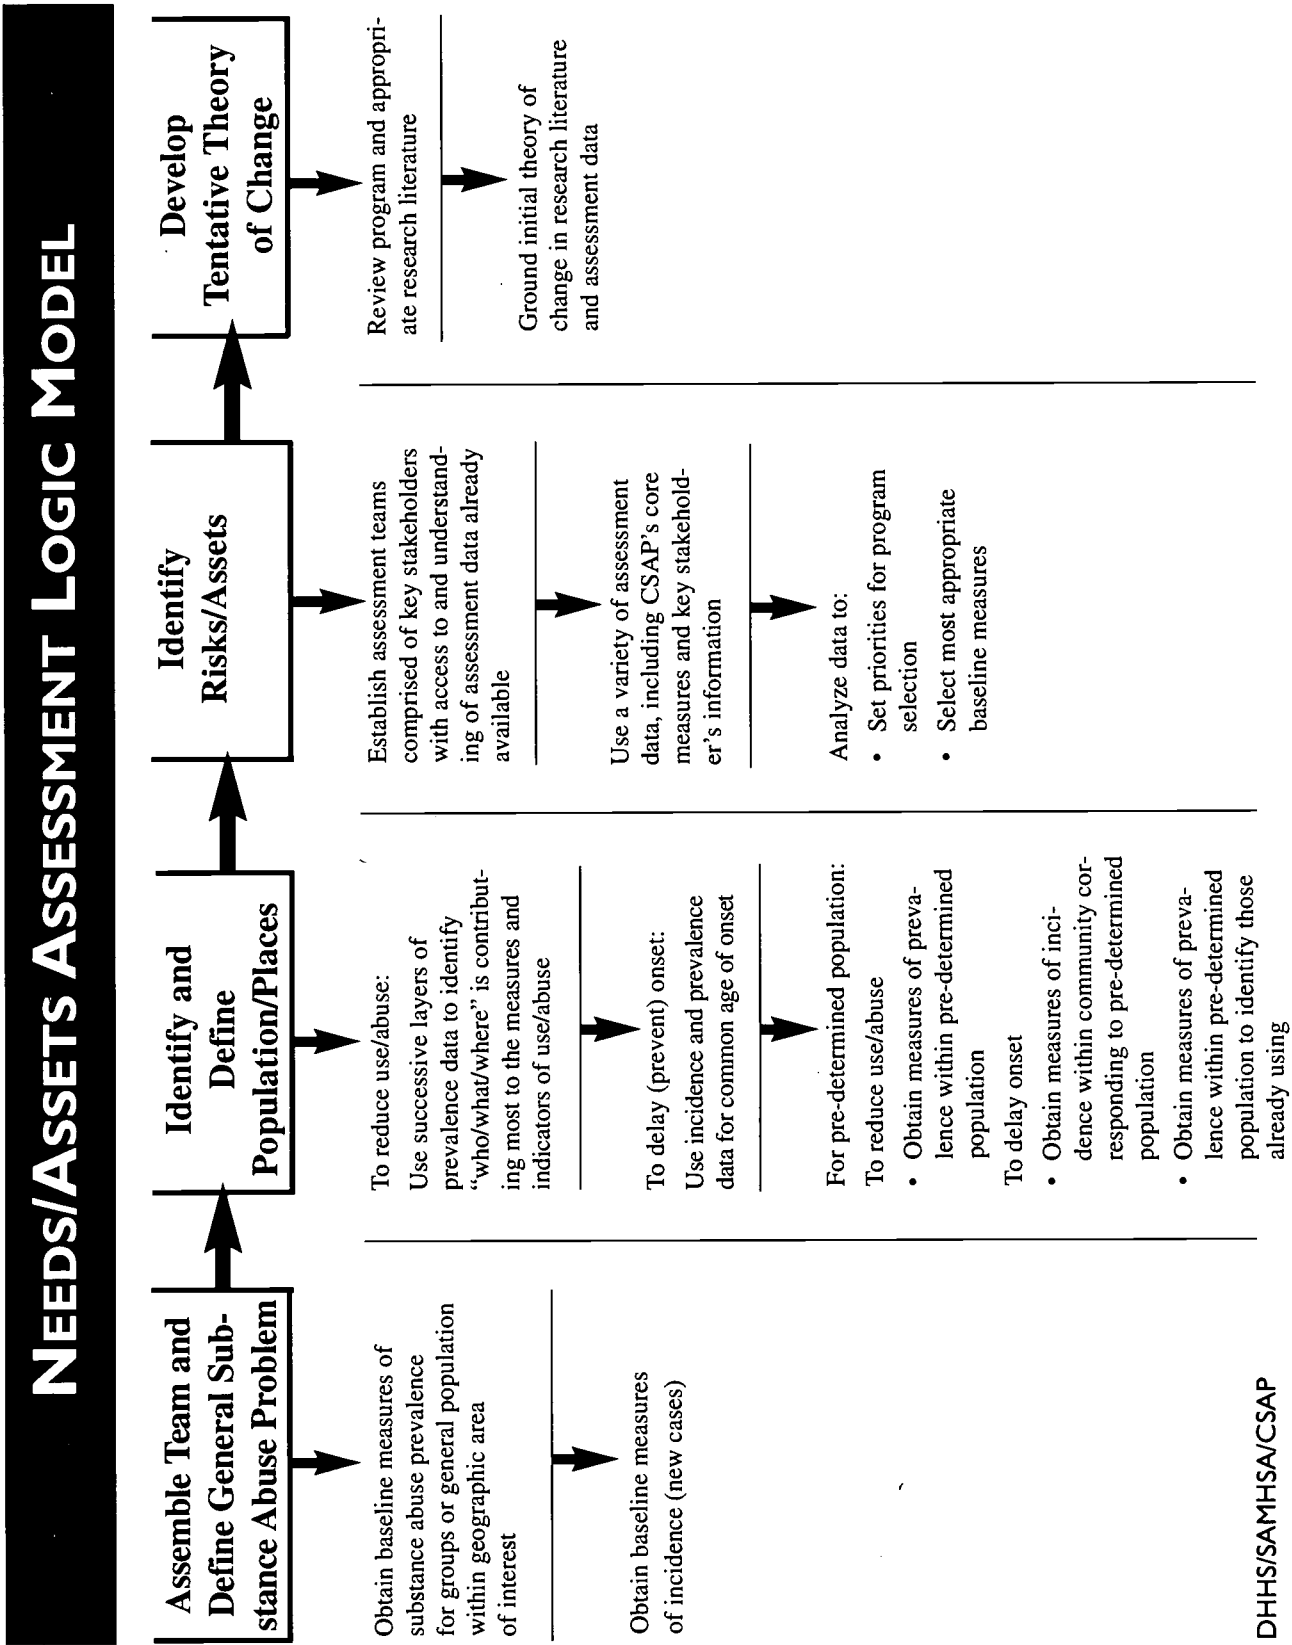 NEEDS/ASSETS ASSESSMENT LOGIC MODEL
Assemble Team and
Define General Sub-
stance Abuse Problem
Obtain baseline measures of
substance abuse prevalence
for groups or general population
within geographic area
of interest
Obtain baseline measures
of incidence (new cases)
Identify and
Define
Population/Places
To reduce use/abuse:
Use successive layers of
prevalence data to identify
“who/what/where” is contribut-
ing most to the measures and
indicators of use/abuse
To delay (prevent) onset:
Use incidence and prevalence
data for common age of onset
For pre-determined population:
To reduce use/abuse
• Obtain measures of preva-
lence within pre-determined
population
To delay onset
• Obtain measures of inci-
dence within community cor-
responding to pre-determined
population
• Obtain measures of preva-
lence within pre-determined
population to identify those
already using
Identify
Risks/Assets
Establish assessment teams
comprised of key stakeholders
with access to and understand-
ing of assessment data already
available
Use a variety of assessment
data, including CSAP’s core
measures and key stakehold-
er’s information
Analyze data to:
• Set priorities for program
selection
• Select most appropriate
baseline measures
Develop
Tentative Theory
of Change
Review program and appropri-
ate research literature
Ground initial theory of
change in research literature
and assessment data
DHHS/SAMHSA/CSAP